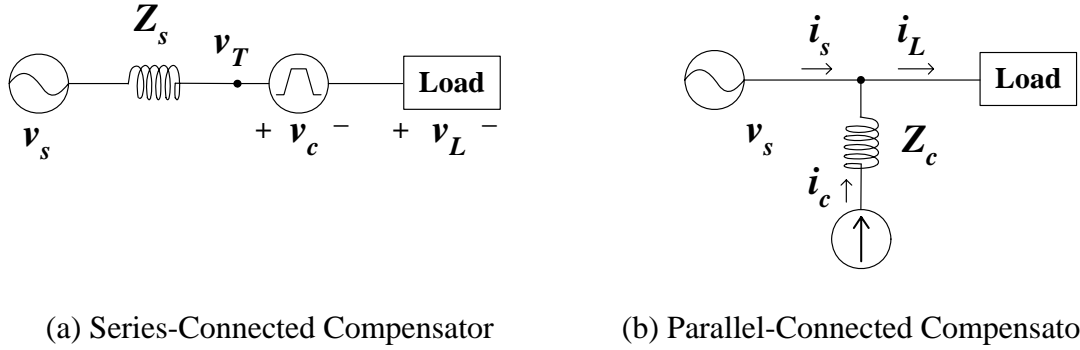 Z_s
v_T
Load
v_s
+ v_c −
+ v_L −
(a) Series-Connected Compensator
i_s
i_L
Load
v_s
Z_c
i_c
(b) Parallel-Connected Compensato